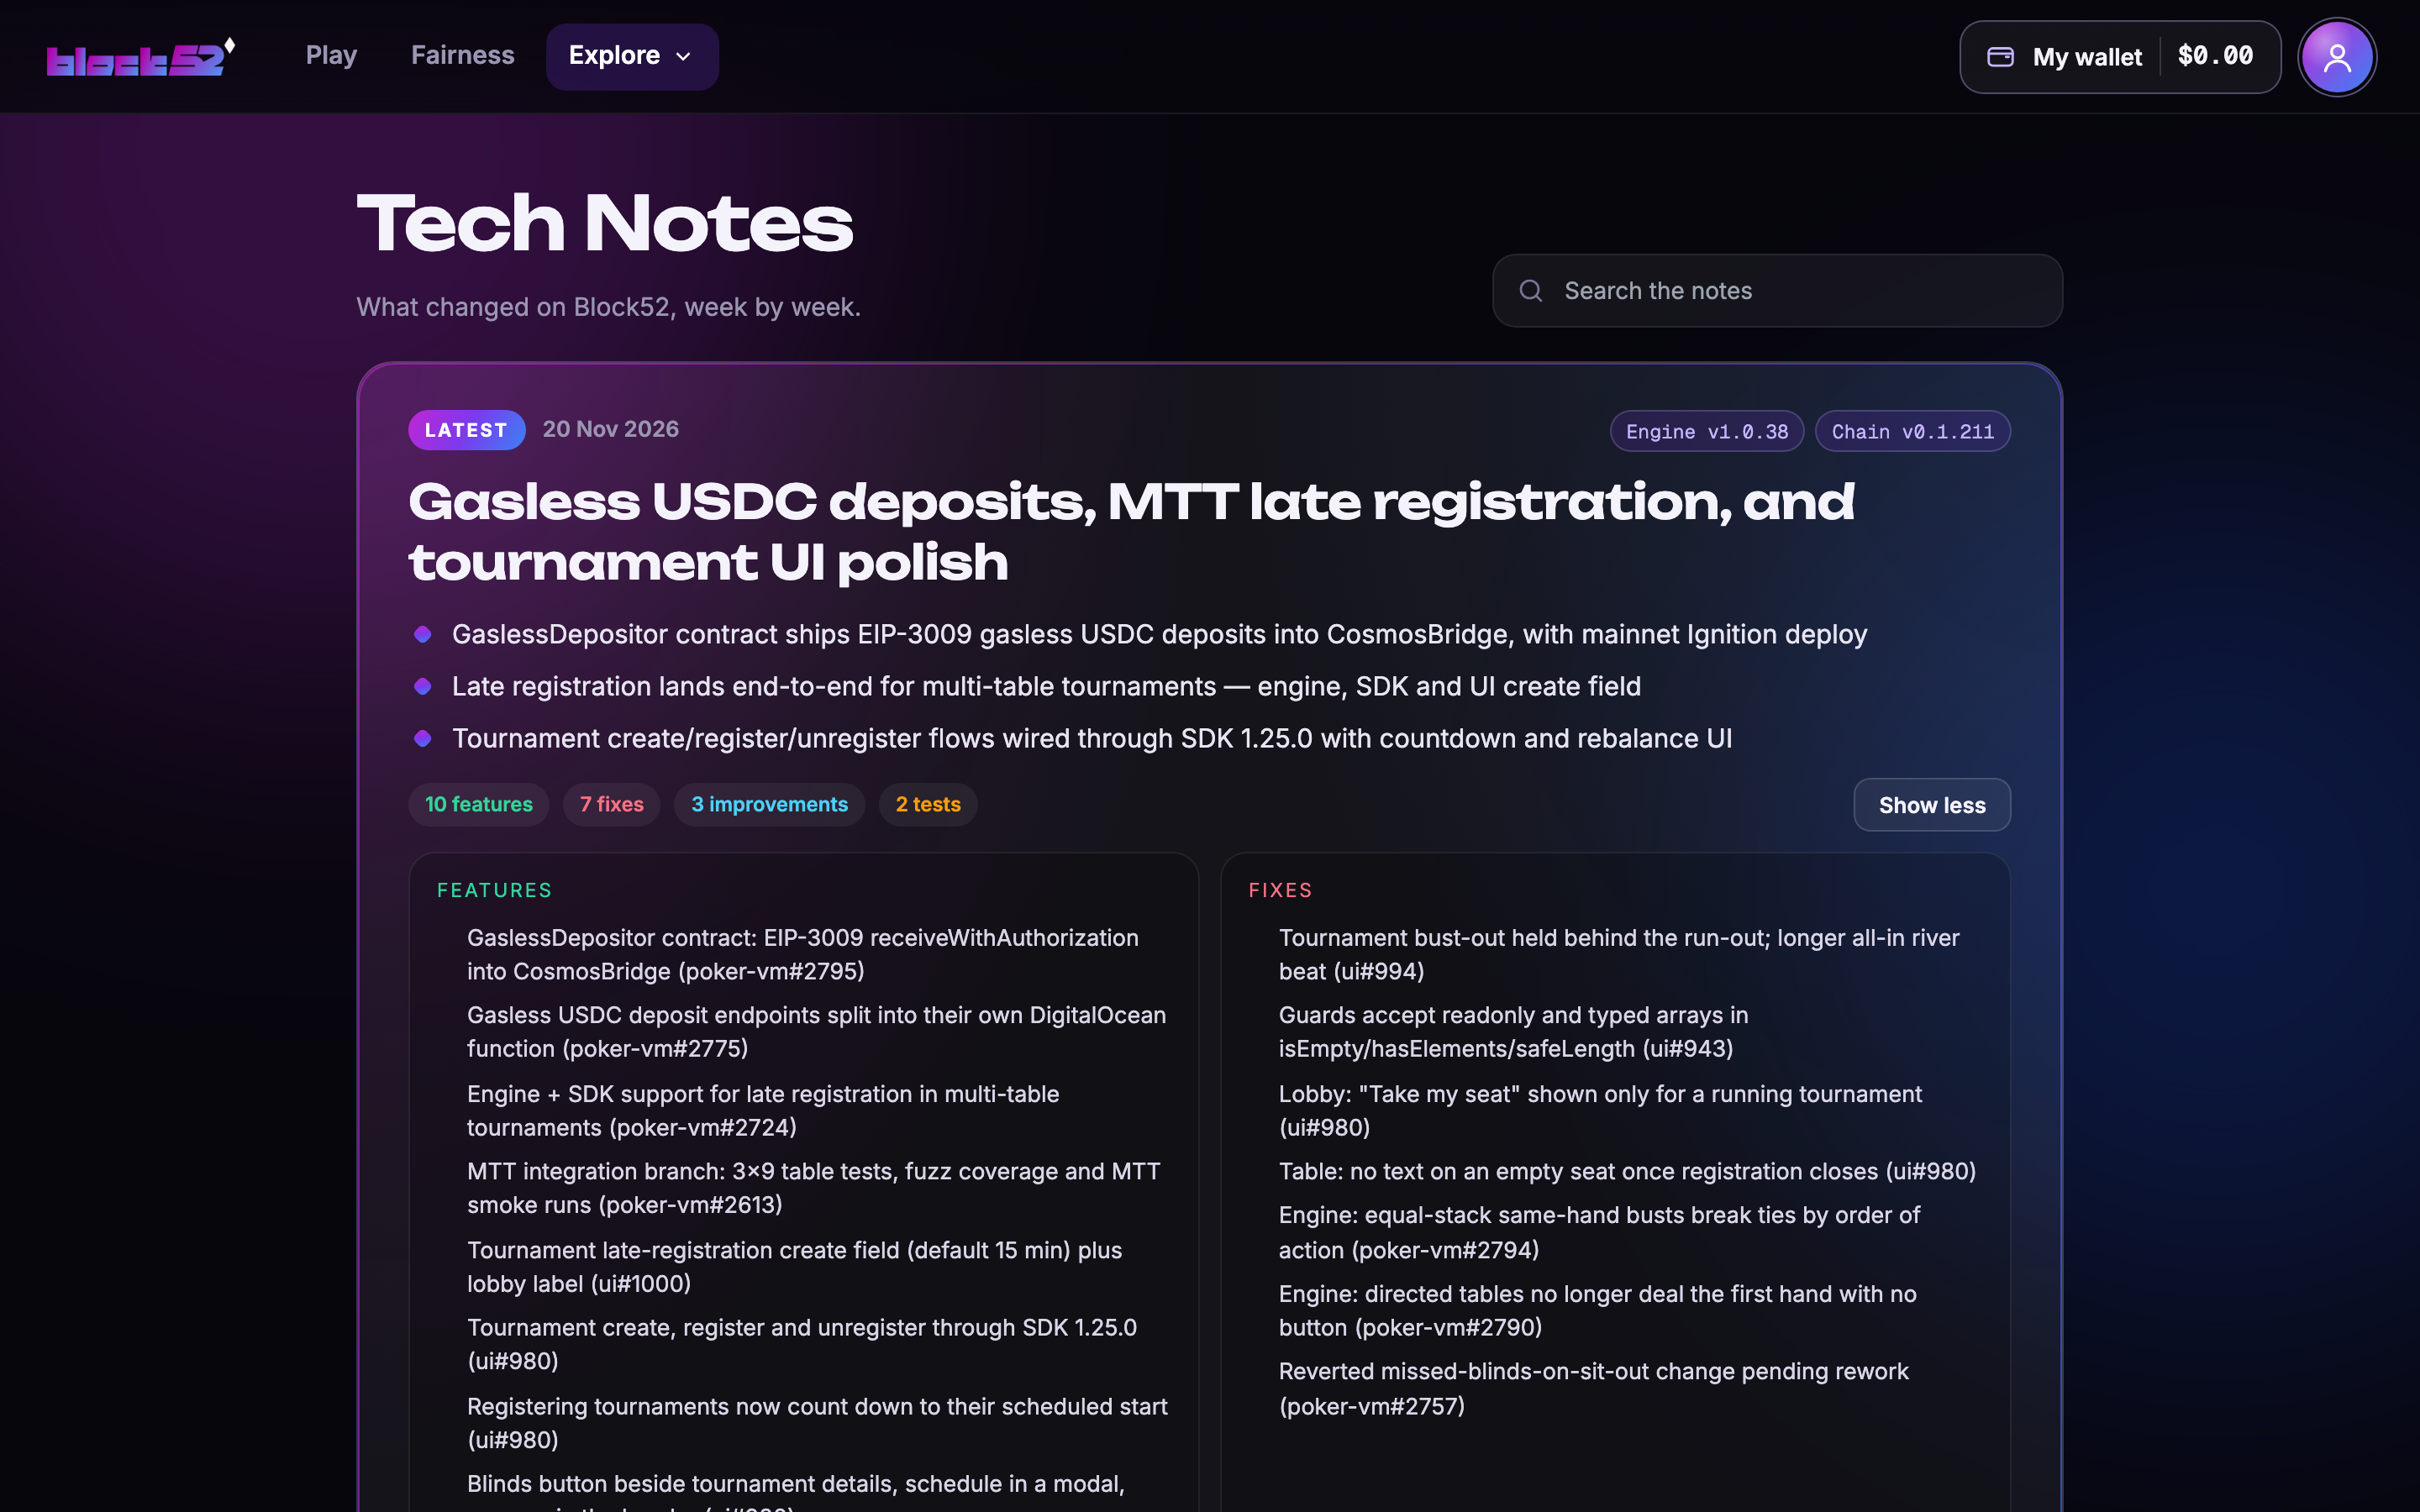 block52
Play
Fairness
Explore
My wallet
$0.00
Tech Notes
What changed on Block52, week by week.
Search the notes
LATEST
20 Nov 2026
Engine v1.0.38
Chain v0.1.211
Gasless USDC deposits, MTT late registration, and
tournament UI polish
GaslessDepositor contract ships EIP-3009 gasless USDC deposits into CosmosBridge, with mainnet Ignition deploy
Late registration lands end-to-end for multi-table tournaments — engine, SDK and UI create field
Tournament create/register/unregister flows wired through SDK 1.25.0 with countdown and rebalance UI
10 features
7 fixes
3 improvements
2 tests
Show less
FEATURES
GaslessDepositor contract: EIP-3009 receiveWithAuthorization
into CosmosBridge (poker-vm#2795)
Gasless USDC deposit endpoints split into their own DigitalOcean
function (poker-vm#2775)
Engine + SDK support for late registration in multi-table
tournaments (poker-vm#2724)
MTT integration branch: 3×9 table tests, fuzz coverage and MTT
smoke runs (poker-vm#2613)
Tournament late-registration create field (default 15 min) plus
lobby label (ui#1000)
Tournament create, register and unregister through SDK 1.25.0
(ui#980)
Registering tournaments now count down to their scheduled start
(ui#980)
Blinds button beside tournament details, schedule in a modal,
FIXES
Tournament bust-out held behind the run-out; longer all-in river
beat (ui#994)
Guards accept readonly and typed arrays in
isEmpty/hasElements/safeLength (ui#943)
Lobby: "Take my seat" shown only for a running tournament
(ui#980)
Table: no text on an empty seat once registration closes (ui#980)
Engine: equal-stack same-hand busts break ties by order of
action (poker-vm#2794)
Engine: directed tables no longer deal the first hand with no
button (poker-vm#2790)
Reverted missed-blinds-on-sit-out change pending rework
(poker-vm#2757)